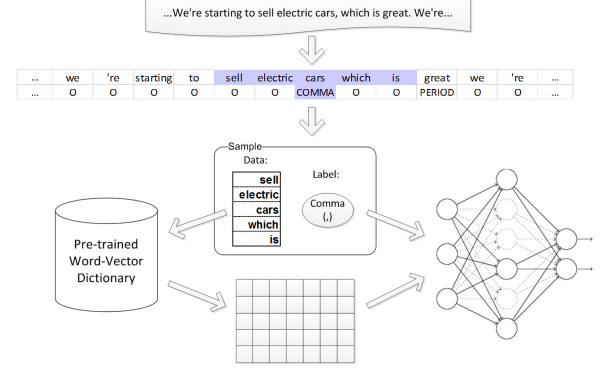 ...We're starting to sell electric cars, which is great. We're...
... we 're starting to sell electric cars which is great we 're ...
... O O O O O O COMMA O O PERIOD O O ...
Sample
Data:
Label:
sell
electric
cars
which
is
Comma
(,)
Pre-trained
Word-Vector
Dictionary